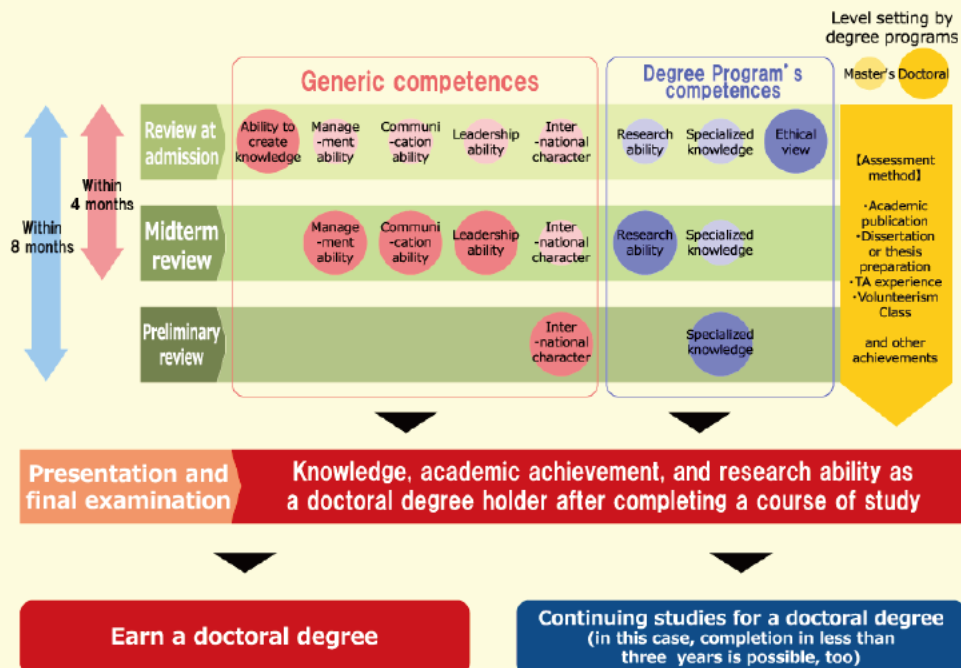 Level setting by
degree programs
Master's
Doctoral
Generic competences
Degree Program's
competences
Within
8 months
Within
4 months
Review at
admission
Ability to
create
knowledge
Manage
-ment
ability
Communi
-cation
ability
Leadership
ability
Inter
-national
character
Research
ability
Specialized
knowledge
Ethical
view
Midterm
review
Manage
-ment
ability
Communi
-cation
ability
Leadership
ability
Inter
-national
character
Research
ability
Specialized
knowledge
Preliminary
review
Inter
-national
character
Specialized
knowledge
【Assessment
method】
・Academic
publication
・Dissertation
or thesis
preparation
・TA experience
・Volunteerism
Class
and other
achievements
Presentation and
final examination
Knowledge, academic achievement, and research ability as
a doctoral degree holder after completing a course of study
Earn a doctoral degree
Continuing studies for a doctoral degree
(in this case, completion in less than
three years is possible, too)